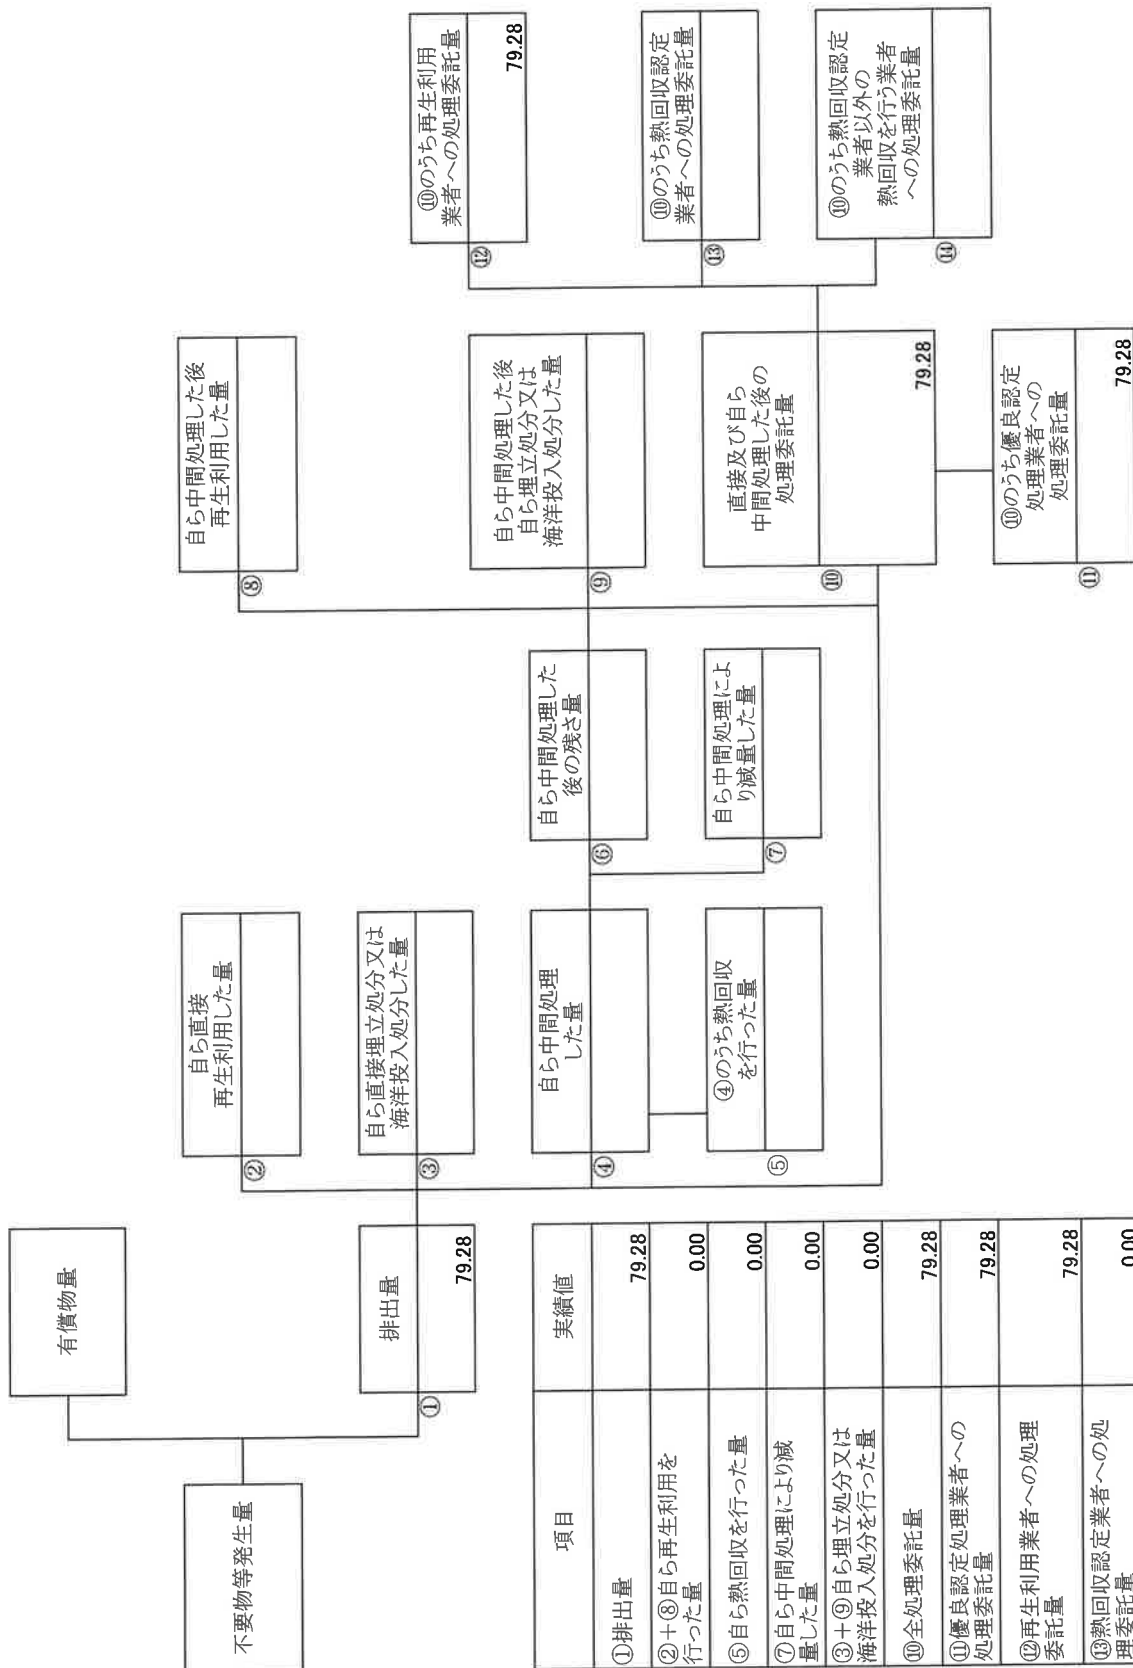 不要物等発生量
有償物量
排出量
①
79.28
自ら直接
再生利用した量
②
自ら直接埋立処分又は
海洋投入処分した量
③
自ら中間処理
した量
④
④のうち熱回収
を行った量
⑤
自ら中間処理した
後の残さ量
⑥
自ら中間処理によ
り減量した量
⑦
自ら中間処理した後
再生利用した量
⑧
自ら中間処理した後
自ら埋立処分又は
海洋投入処分した量
⑨
直接及び自ら
中間処理した後の
処理委託量
⑩
79.28
⑩のうち優良認定
処理業者への
処理委託量
⑪
79.28
⑩のうち再生利用
業者への処理委託量
⑫
79.28
⑩のうち熱回収認定
業者への処理委託量
⑬
⑩のうち熱回収認定
業者以外の
熱回収を行う業者
への処理委託量
⑭
項目 実績値
①排出量 79.28
②+⑧自ら再生利用を
行った量 0.00
⑤自ら熱回収を行った量 0.00
⑦自ら中間処理により減
量した量 0.00
③+⑨自ら埋立処分又は
海洋投入処分を行った量 0.00
⑩全処理委託量 79.28
⑪優良認定処理業者への
処理委託量 79.28
⑫再生利用業者への処理
委託量 79.28
⑬熱回収認定業者への処
理委託量 0.00